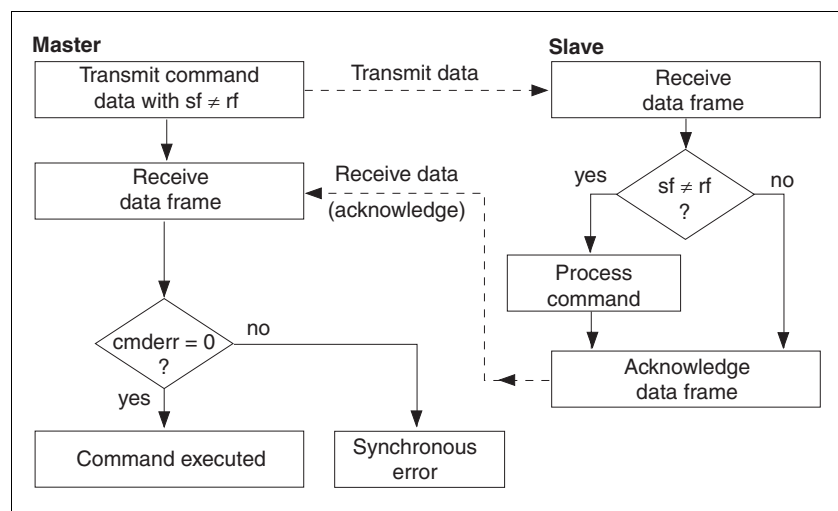 Master
Slave
Transmit command
data with sf ≠ rf
Transmit data
Receive
data frame
Receive
data frame
Receive data
(acknowledge)
yes
sf ≠ rf
?
no
Process
command
cmderr = 0
?
no
yes
Acknowledge
data frame
Command executed
Synchronous
error